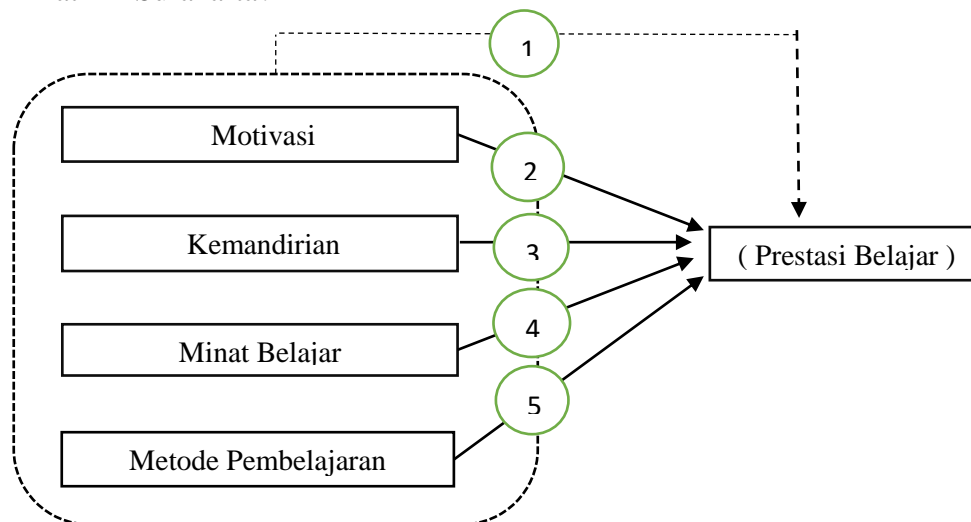 1
Motivasi
2
Kemandirian
3
( Prestasi Belajar )
4
Minat Belajar
5
Metode Pembelajaran